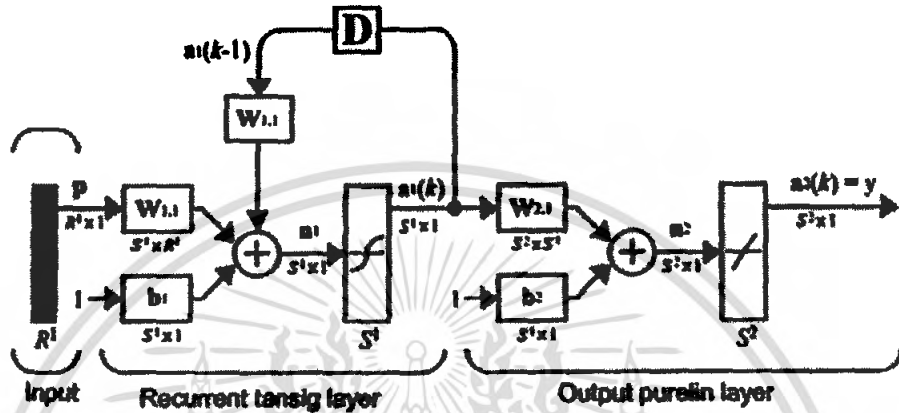 D
a1(k-1)
W1,1
p
R1x1
W1,1
S1xR1
n1
S1x1
a1(k)
S1x1
W2,1
S2xS1
n2
S2x1
a2(k) = y
S2x1
1
b1
S1x1
1
b2
S1x1
R1
S1
S2
Input
Recurrent tansig layer
Output purelin layer